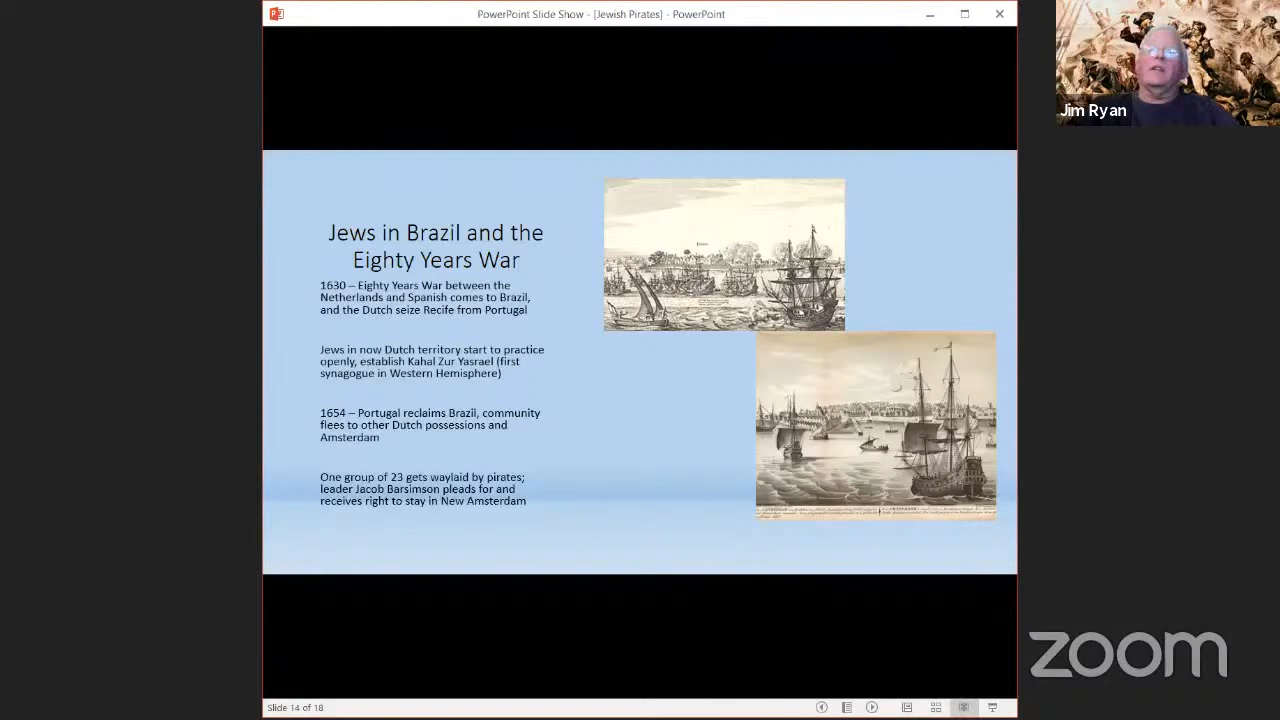 PowerPoint Slide Show - [Jewish Pirates] - PowerPoint
Jim Ryan
Jews in Brazil and the
Eighty Years War
1630 – Eighty Years War between the
Netherlands and Spanish comes to Brazil,
and the Dutch seize Recife from Portugal
Jews in now Dutch territory start to practice
openly, establish Kahal Zur Yasrael (first
synagogue in Western Hemisphere)
1654 – Portugal reclaims Brazil, community
flees to other Dutch possessions and
Amsterdam
One group of 23 gets waylaid by pirates;
leader Jacob Barsimson pleads for and
receives right to stay in New Amsterdam
zoom
Slide 14 of 18